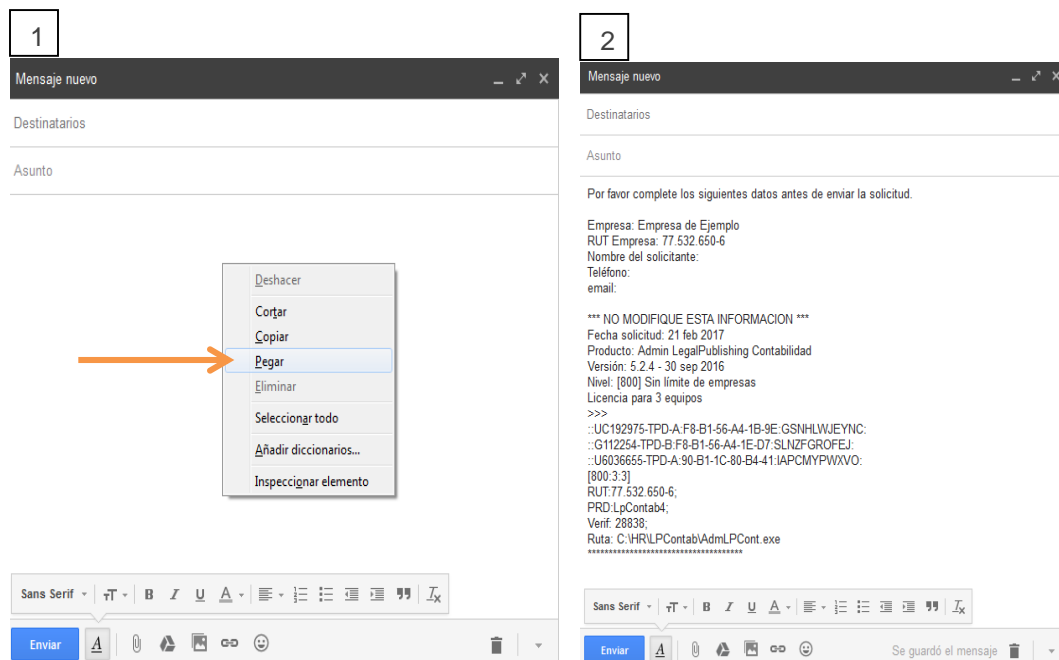 1
Mensaje nuevo
Destinatarios
Asunto
Deshacer
Cortar
Copiar
Pegar
Eliminar
Seleccionar todo
Añadir diccionarios...
Inspeccionar elemento
Sans Serif
B I U A
Enviar
2
Mensaje nuevo
Destinatarios
Asunto
Por favor complete los siguientes datos antes de enviar la solicitud.
Empresa: Empresa de Ejemplo
RUT Empresa: 77.532.650-6
Nombre del solicitante:
Teléfono:
email:
*** NO MODIFIQUE ESTA INFORMACION ***
Fecha solicitud: 21 feb 2017
Producto: Admin LegalPublishing Contabilidad
Versión: 5.2.4 - 30 sep 2016
Nivel: [800] Sin límite de empresas
Licencia para 3 equipos
>>>
::UC192975-TPD-A:F8-B1-56-A4-1B-9E:GSNHLWJEYNC:
::G112254-TPD-B:F8-B1-56-A4-1E-D7:SLNZFGROFEJ:
::U6036655-TPD-A:90-B1-1C-80-B4-41:IAPCMYPWXVO:
[800:3:3]
RUT:77.532.650-6;
PRD:LpContab4;
Verif: 28838;
Ruta: C:\HR\LPContab\AdmLPCont.exe
*************************************
Sans Serif
B I U A
Enviar
Se guardó el mensaje